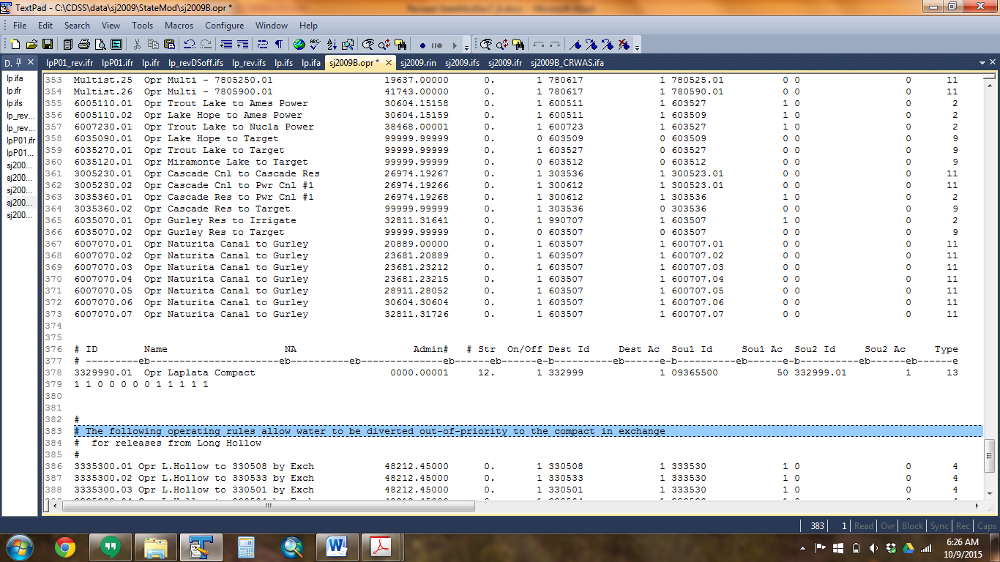 TextPad - C:\CDSS\data\sj2009\StateMod\sj2009B.opr *
File Edit Search View Tools Macros Configure Window Help
D.. lpP01_rev.ifr lpP01.ifr lp.ifr lp_revDSoff.ifs lp_rev.ifs lp.ifs lp.ifa sj2009B.opr * sj2009.rin sj2009.ifs sj2009.ifr sj2009B_CRWAS.ifa
lp.ifa
lp.ifr
lp.ifs
lp_rev...
lp_rev...
lpP01.ifr
lpP01...
sj200...
sj200...
sj200...
sj200...
sj200...
353 Multist.25 Opr Multi - 7805250.01 19637.00000 0. 1 780617 1 780525.01 0 0 0 11
354 Multist.26 Opr Multi - 7805900.01 41743.00000 0. 1 780617 1 780590.01 0 0 0 11
355 6005110.01 Opr Trout Lake to Ames Power 30604.15158 0. 1 600511 1 603527 1 0 0 2
356 6005110.02 Opr Lake Hope to Ames Power 30604.15159 0. 1 600511 1 603509 1 0 0 2
357 6007230.01 Opr Trout Lake to Nucla Power 38468.00001 0. 1 600723 1 603527 1 0 0 2
358 6035090.01 Opr Lake Hope to Target 99999.99999 0. 0 603509 0 603509 0 0 0 9
359 6035270.01 Opr Trout Lake to Target 99999.99999 0. 0 603527 0 603527 0 0 0 9
360 6035120.01 Opr Miramonte Lake to Target 99999.99999 0. 0 603512 0 603512 0 0 0 9
361 3005230.01 Opr Cascade Cnl to Cascade Res 26974.19267 0. 1 303536 1 300523.01 0 0 0 11
362 3005230.02 Opr Cascade Cnl to Pwr Cnl #1 26974.19266 0. 1 300612 1 300523.01 0 0 0 11
363 3035360.01 Opr Cascade Res to Pwr Cnl #1 26974.19268 0. 1 300612 1 303536 1 0 0 2
364 3035360.02 Opr Cascade Res to Target 99999.99999 0. 1 303536 0 303536 0 0 0 9
365 6035070.01 Opr Gurley Res to Irrigate 32811.31641 0. 1 990707 1 603507 1 0 0 2
366 6035070.02 Opr Gurley Res to Target 99999.99999 0. 0 603507 0 603507 0 0 0 9
367 6007070.01 Opr Naturita Canal to Gurley 20889.00000 0. 1 603507 1 600707.01 0 0 0 11
368 6007070.02 Opr Naturita Canal to Gurley 23681.20889 0. 1 603507 1 600707.02 0 0 0 11
369 6007070.03 Opr Naturita Canal to Gurley 23681.23212 0. 1 603507 1 600707.03 0 0 0 11
370 6007070.04 Opr Naturita Canal to Gurley 23681.23215 0. 1 603507 1 600707.04 0 0 0 11
371 6007070.05 Opr Naturita Canal to Gurley 28911.28052 0. 1 603507 1 600707.05 0 0 0 11
372 6007070.06 Opr Naturita Canal to Gurley 30604.30604 0. 1 603507 1 600707.06 0 0 0 11
373 6007070.07 Opr Naturita Canal to Gurley 32811.31726 0. 1 603507 1 600707.07 0 0 0 11
374
375
376 # ID Name NA Admin# # Str On/Off Dest Id Dest Ac Sou1 Id Sou1 Ac Sou2 Id Sou2 Ac Type
377 # ---------eb----------------------eb----------eb--------------eb------eb------e-b----------eb------e-b----------eb------e-b----------eb------eb------e
378 3329990.01 Opr Laplata Compact 0000.00001 12. 1 332999 1 09365500 50 332999.01 1 13
379 1 1 0 0 0 0 0 1 1 1 1 1
380
381
382 #
383 # The following operating rules allow water to be diverted out-of-priority to the compact in exchange
384 # for releases from Long Hollow
385 #
386 3335300.01 Opr L.Hollow to 330508 by Exch 48212.45000 0. 1 330508 1 333530 1 0 0 4
387 3335300.02 Opr L.Hollow to 330533 by Exch 48212.45000 0. 1 330533 1 333530 1 0 0 4
388 3335300.03 Opr L.Hollow to 330501 by Exch 48212.45000 0. 1 330501 1 333530 1 0 0 4
383 1 Read Ovr Block Sync Rec Caps
6:26 AM
10/9/2015